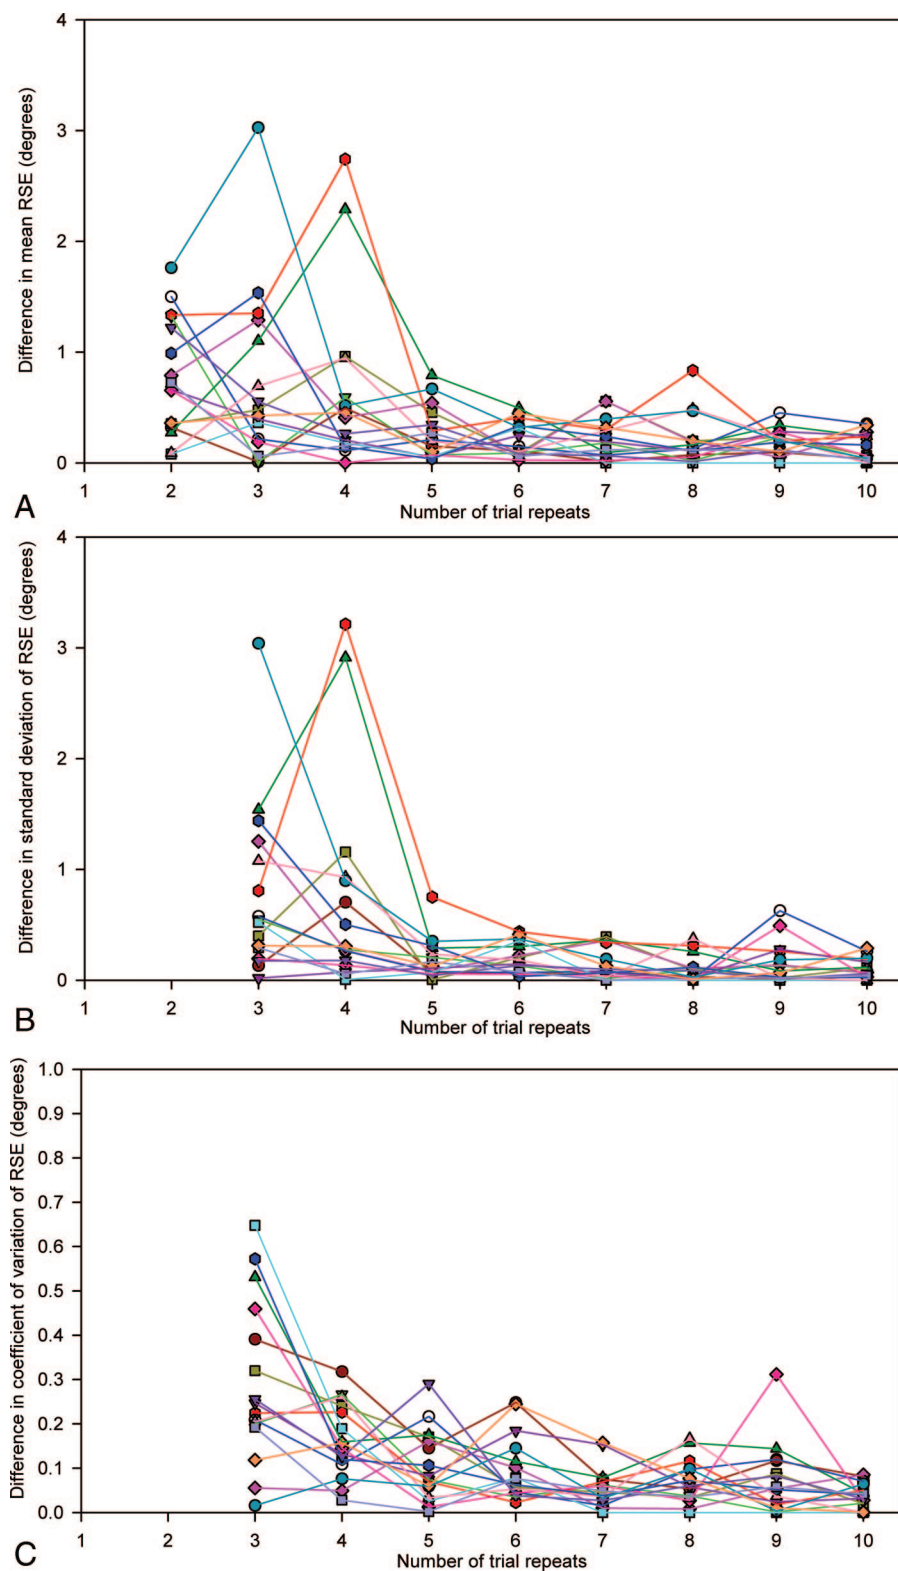 Difference in mean RSE (degrees)
4
3
2
1
0
1 2 3 4 5 6 7 8 9 10
Number of trial repeats
A
Difference in standard deviation of RSE (degrees)
4
3
2
1
0
1 2 3 4 5 6 7 8 9 10
Number of trial repeats
B
Difference in coefficient of variation of RSE (degrees)
1.0
0.9
0.8
0.7
0.6
0.5
0.4
0.3
0.2
0.1
0.0
1 2 3 4 5 6 7 8 9 10
Number of trial repeats
C